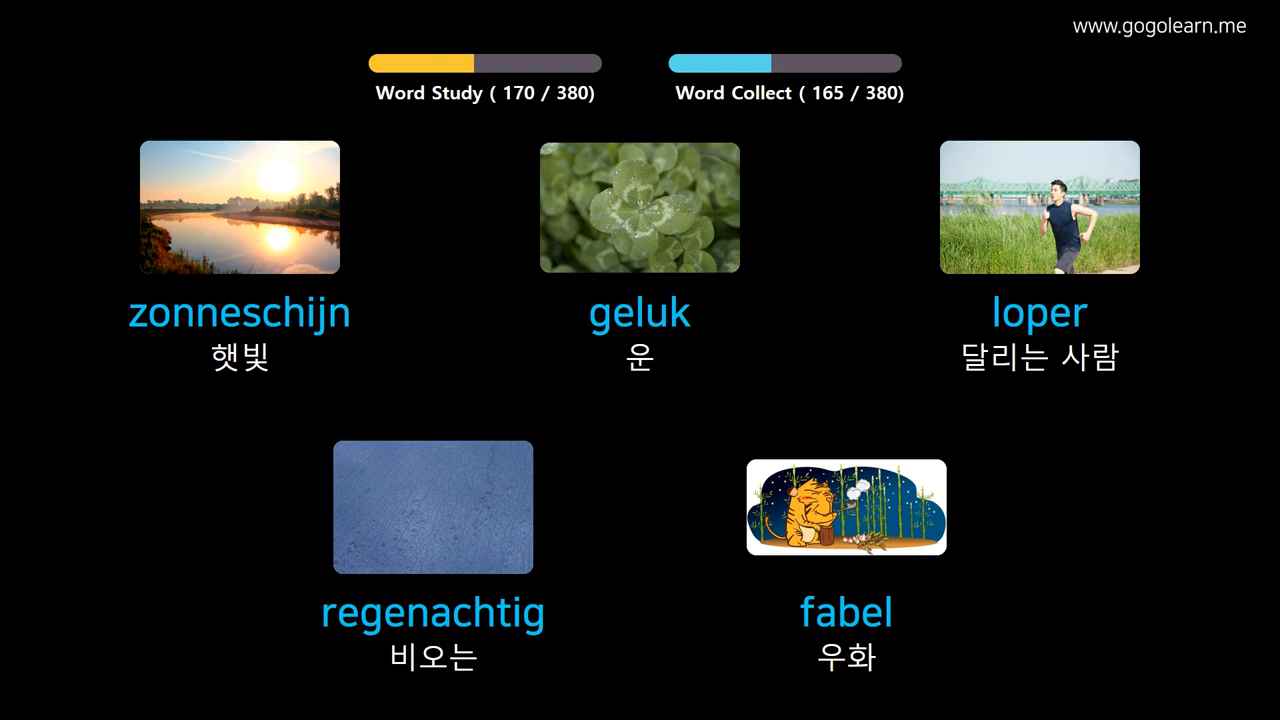 www.gogolearn.me
Word Study ( 170 / 380)
Word Collect ( 165 / 380)
zonneschijn
햇빛
geluk
운
loper
달리는 사람
regenachtig
비오는
fabel
우화